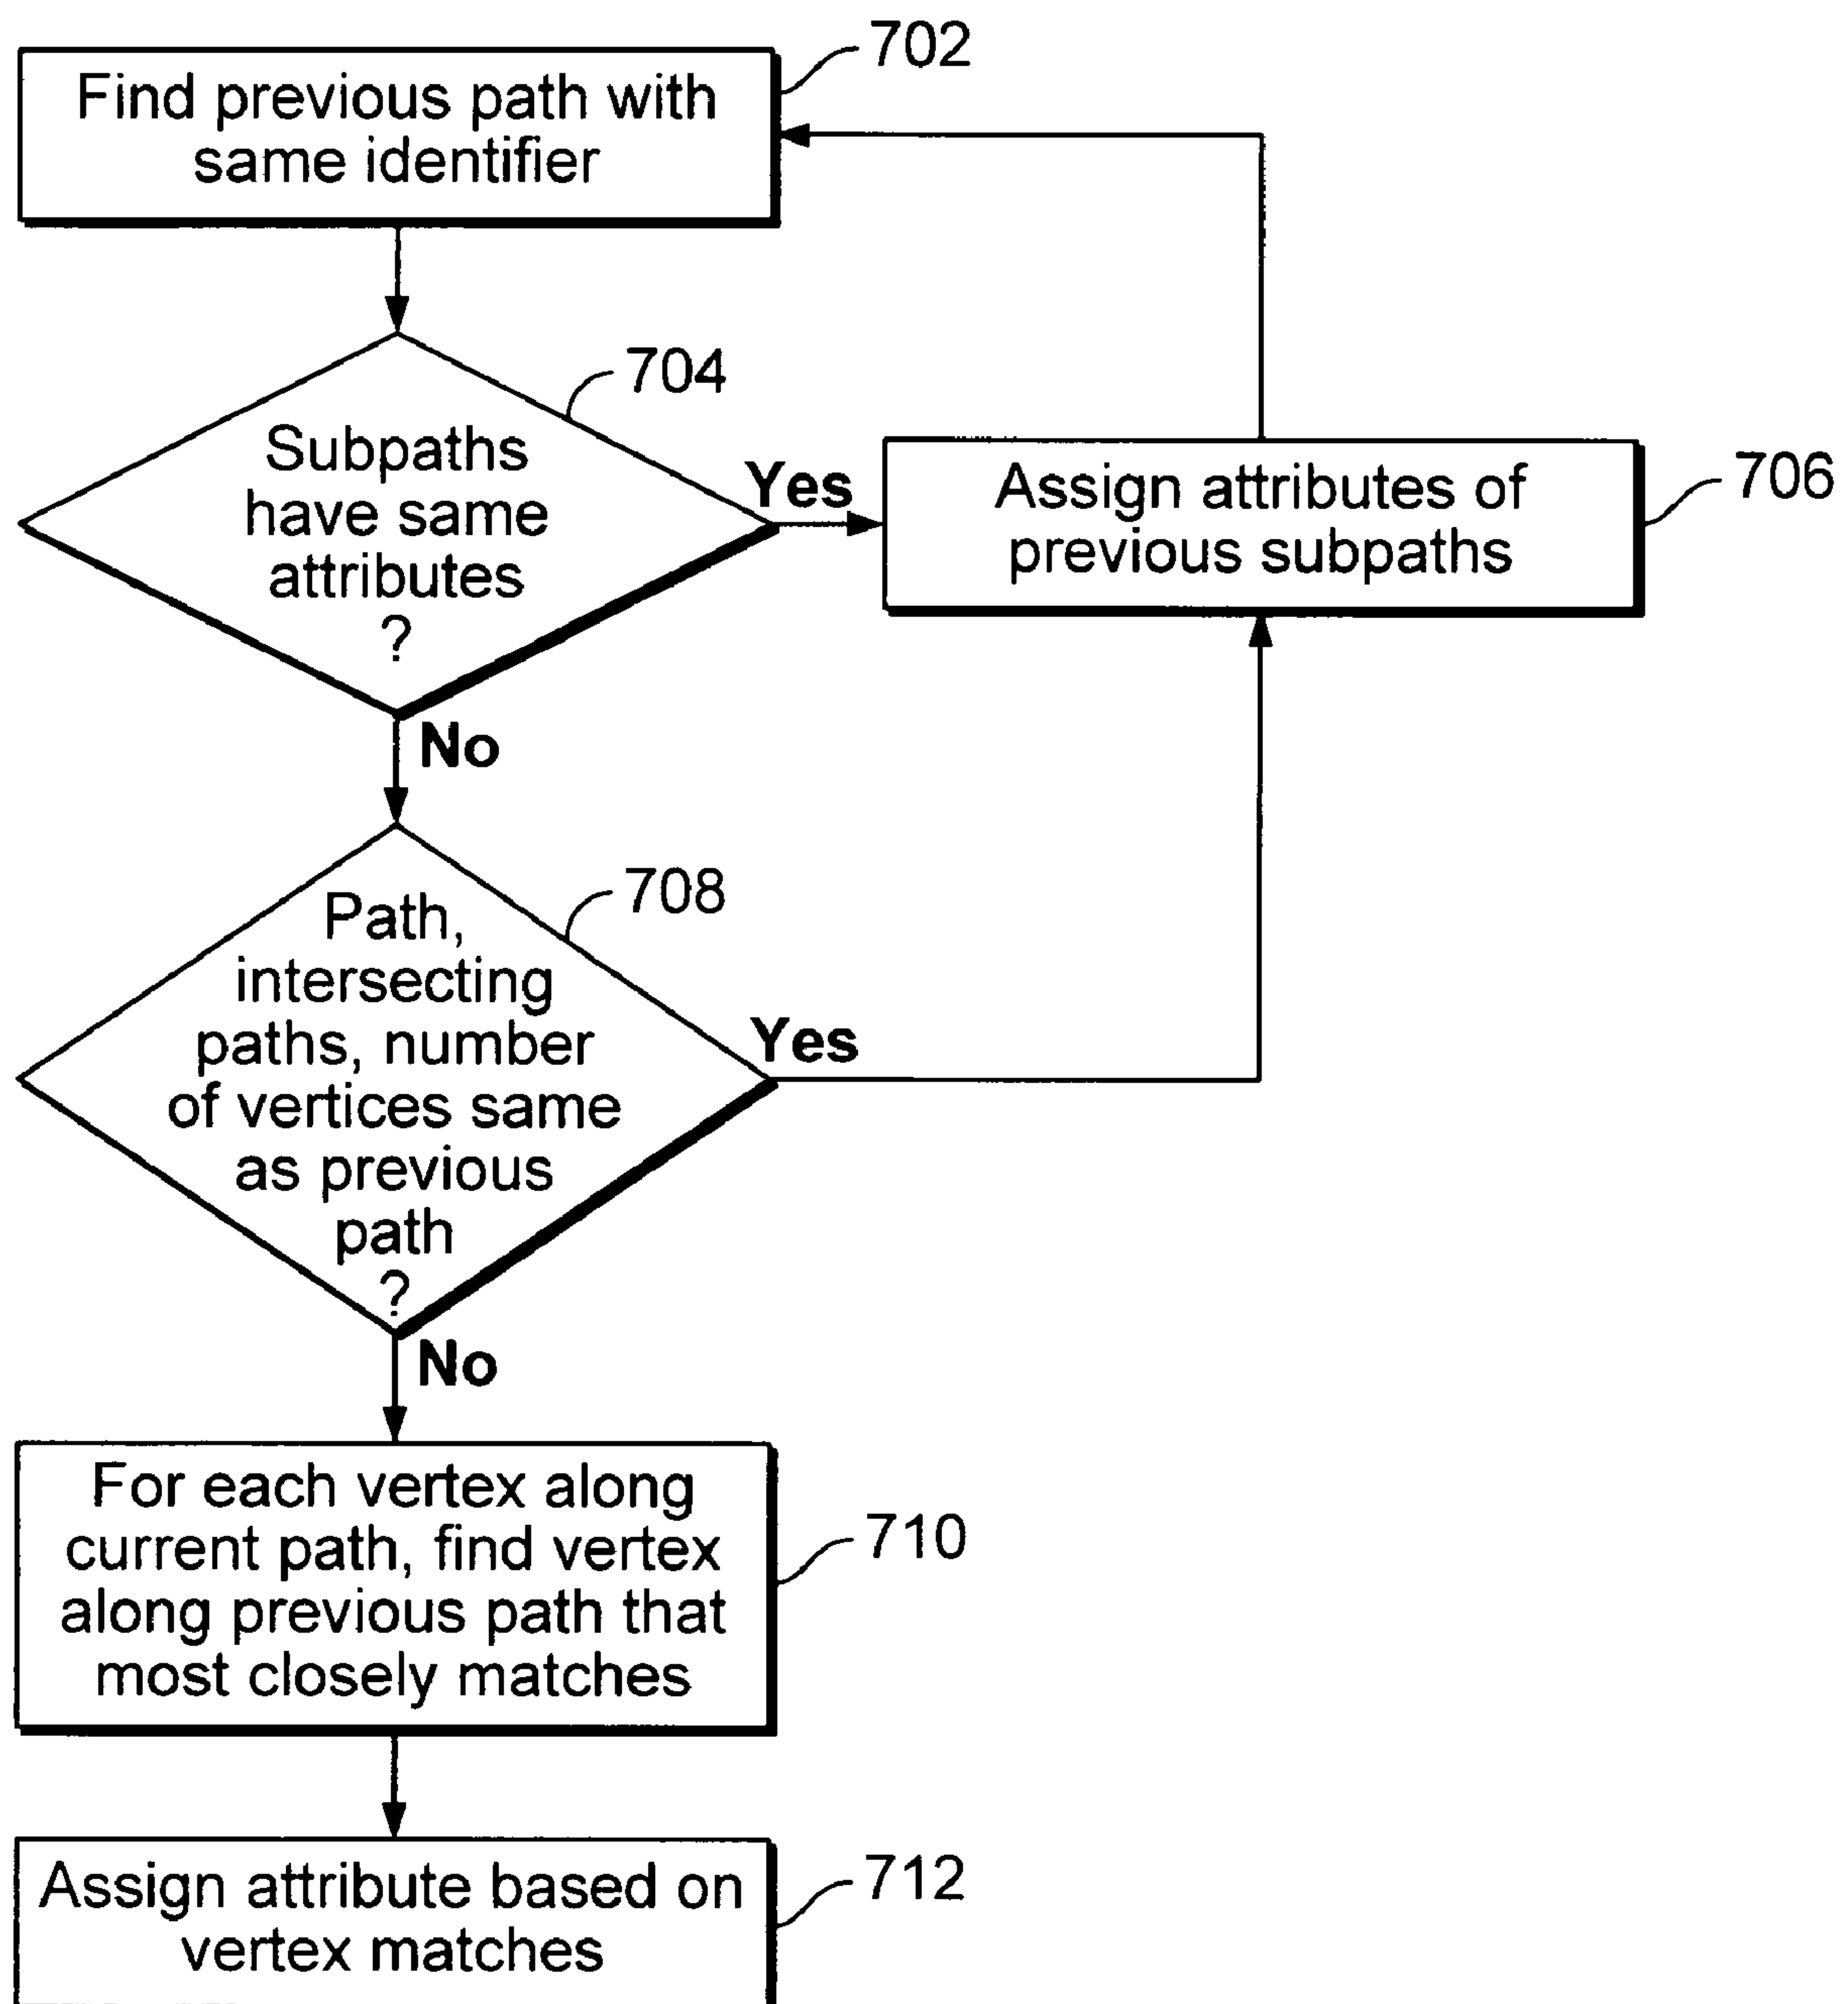 702
Find previous path with
same identifier
704
Subpaths
have same
attributes
?
Yes
706
Assign attributes of
previous subpaths
No
708
Path,
intersecting
paths, number
of vertices same
as previous
path
?
Yes
No
710
For each vertex along
current path, find vertex
along previous path that
most closely matches
712
Assign attribute based on
vertex matches